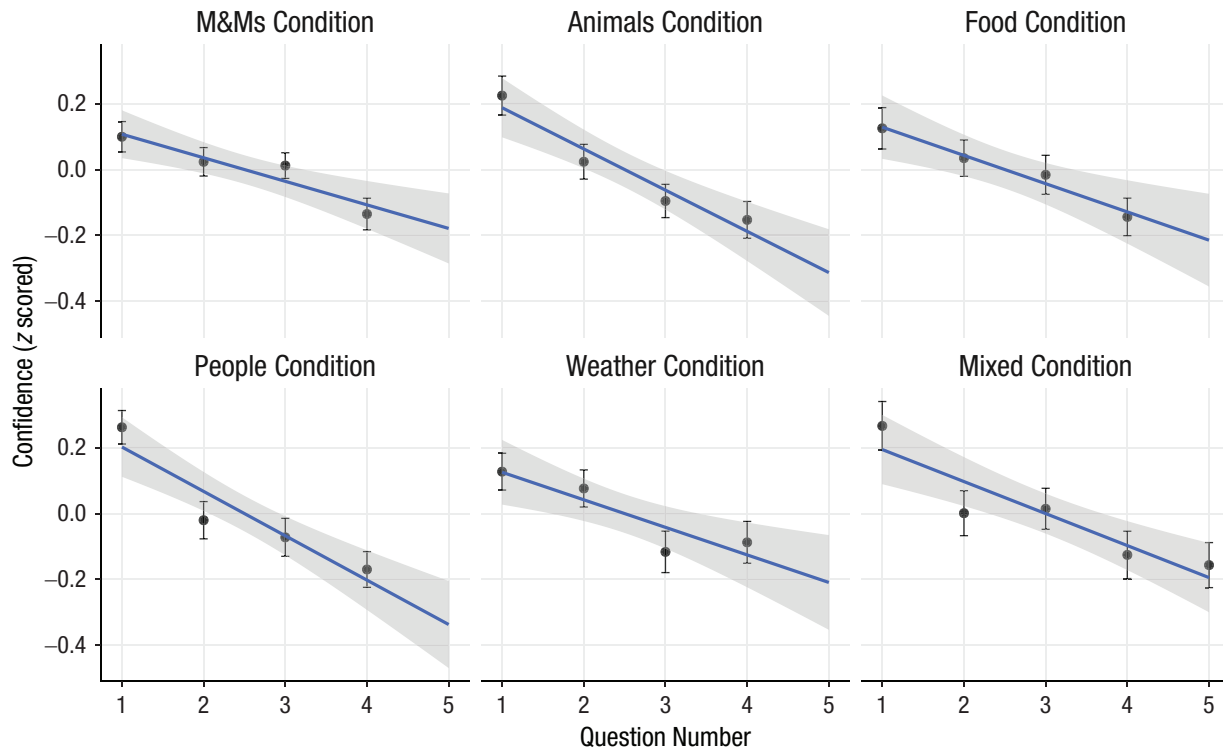 M&Ms Condition
Animals Condition
Food Condition
0.2
0.0
−0.2
−0.4
People Condition
Weather Condition
Mixed Condition
0.2
0.0
−0.2
−0.4
Confidence (z scored)
1 2 3 4 5
1 2 3 4 5
1 2 3 4 5
Question Number